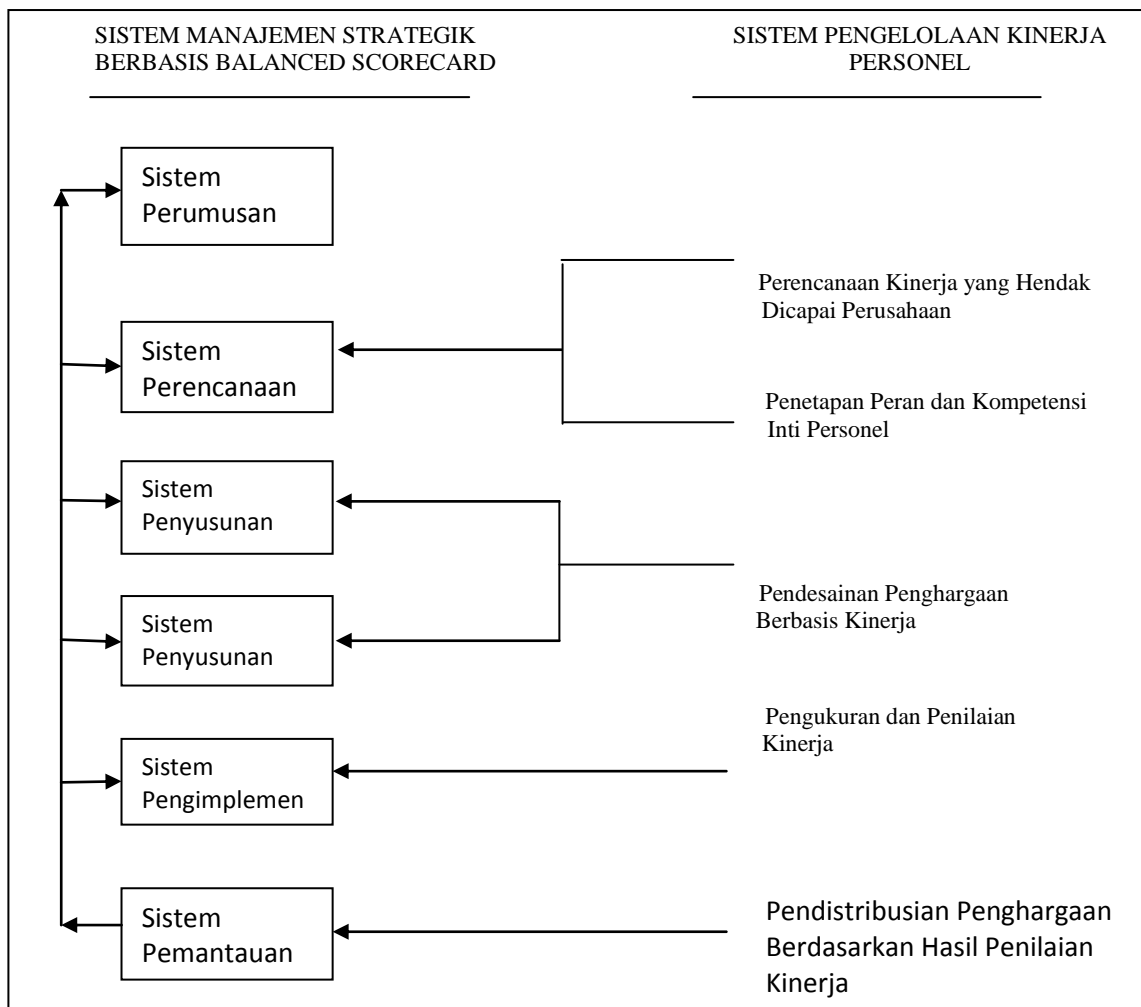 SISTEM MANAJEMEN STRATEGIK
BERBASIS BALANCED SCORECARD
SISTEM PENGELOLAAN KINERJA
PERSONEL
Sistem
Perumusan
Perencanaan Kinerja yang Hendak
Dicapai Perusahaan
Sistem
Perencanaan
Penetapan Peran dan Kompetensi
Inti Personel
Sistem
Penyusunan
Pendesainan Penghargaan
Berbasis Kinerja
Sistem
Penyusunan
Pengukuran dan Penilaian
Kinerja
Sistem
Pengimplemen
Sistem
Pemantauan
Pendistribusian Penghargaan
Berdasarkan Hasil Penilaian
Kinerja